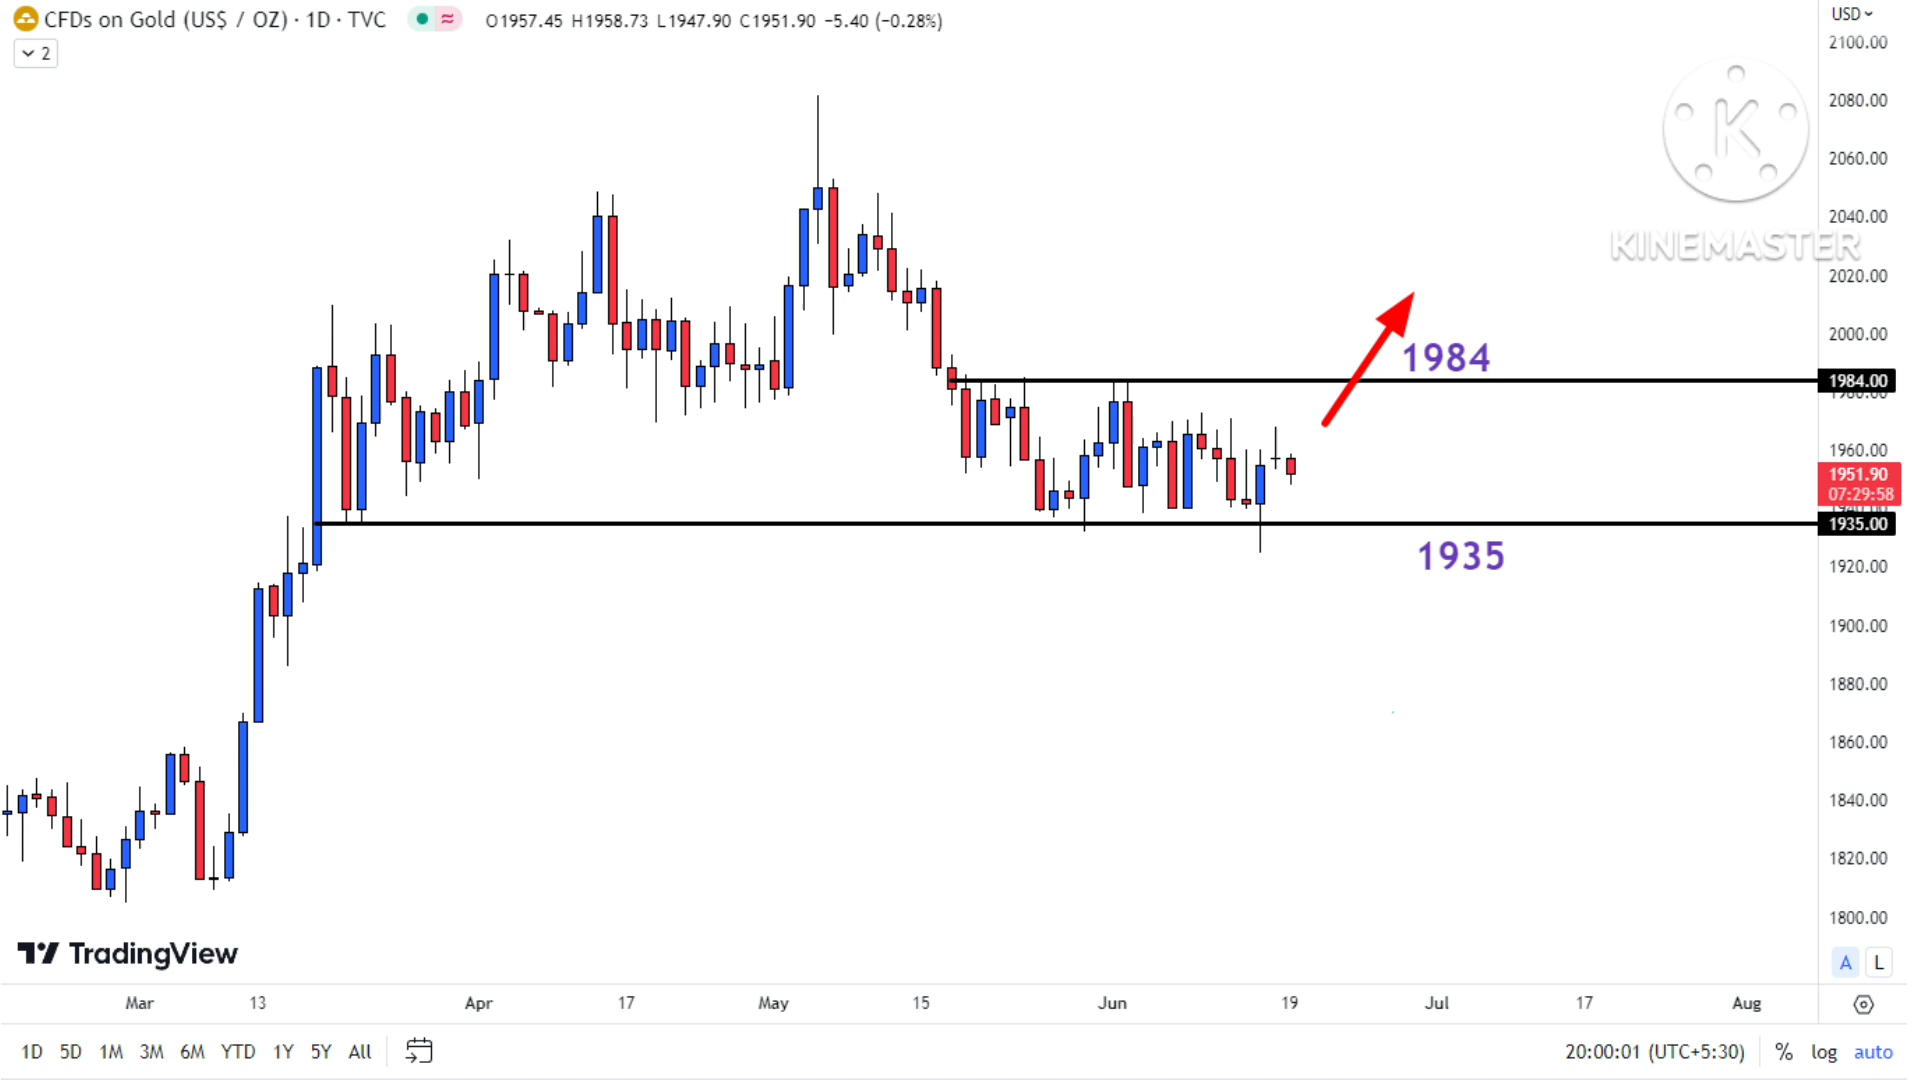 CFDs on Gold (US$ / OZ) · 1D · TVC ≈ O1957.45 H1958.73 L1947.90 C1951.90 −5.40 (−0.28%)
2
USD
2100.00
2080.00
2060.00
2040.00
2020.00
2000.00
1984.00
1980.00
1960.00
1951.90
07:29:58
1940.00
1935.00
1920.00
1900.00
1880.00
1860.00
1840.00
1820.00
1800.00
K
KINEMASTER
1984
1935
TradingView
A L
Mar 13 Apr 17 May 15 Jun 19 Jul 17 Aug
1D 5D 1M 3M 6M YTD 1Y 5Y All 20:00:01 (UTC+5:30) % log auto